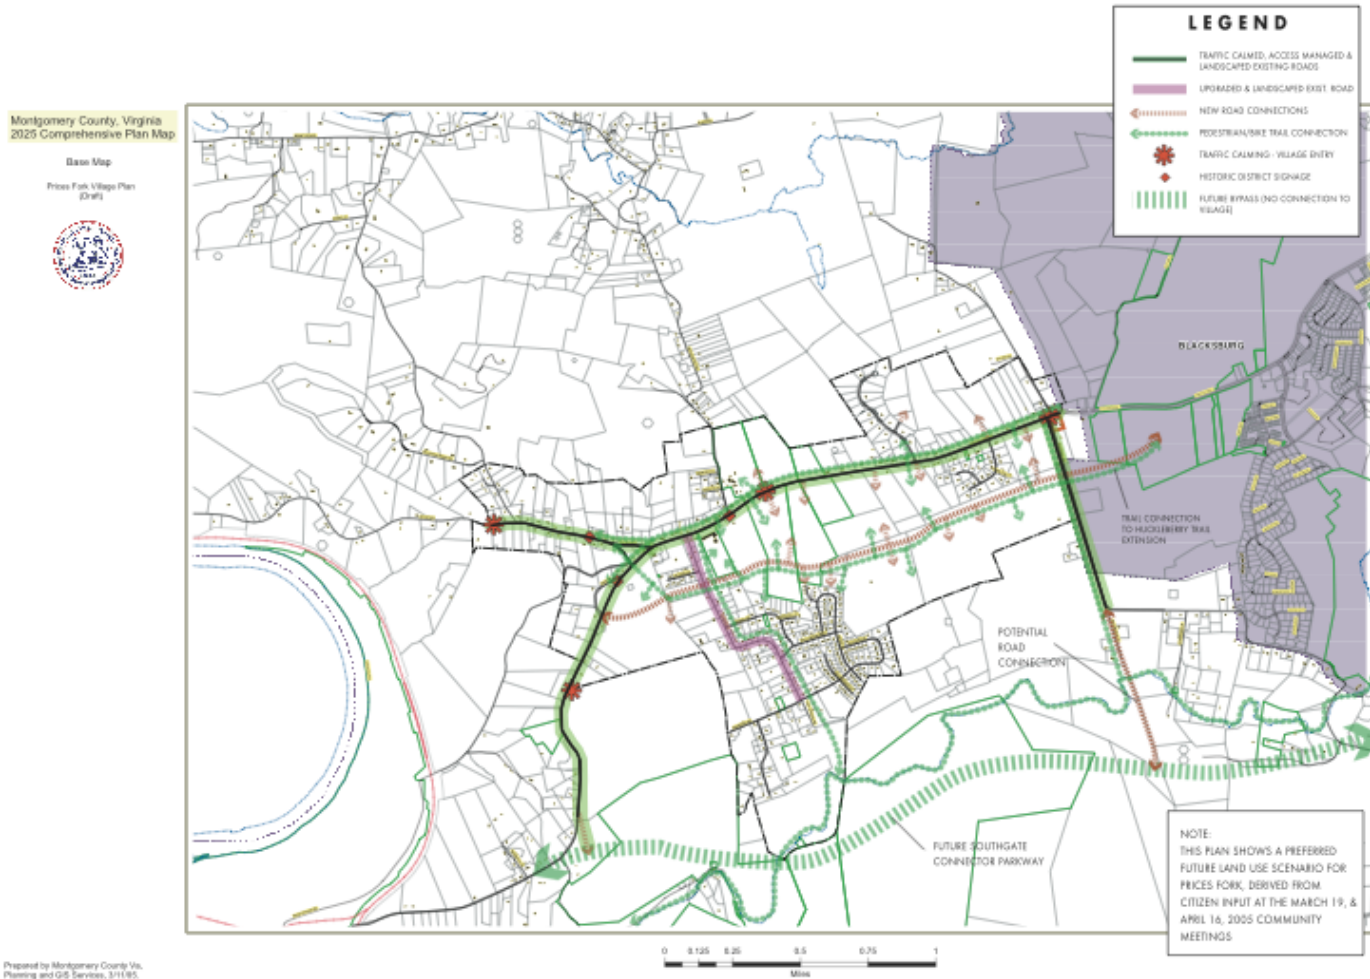 Montgomery County, Virginia
2025 Comprehensive Plan Map
Base Map
Prices Fork Village Plan
(Draft)
LEGEND
TRAFFIC CALMED, ACCESS MANAGED &
LANDSCAPED EXISTING ROADS
UPGRADED & LANDSCAPED EXIST. ROAD
NEW ROAD CONNECTIONS
PEDESTRIAN/BIKE TRAIL CONNECTION
TRAFFIC CALMING - VILLAGE ENTRY
HISTORIC DISTRICT SIGNAGE
FUTURE BYPASS (NO CONNECTION TO
VILLAGE)
BLACKSBURG
TRAIL CONNECTION
TO HUCKLEBERRY TRAIL
EXTENSION
POTENTIAL
ROAD
CONNECTION
FUTURE SOUTHGATE
CONNECTOR PARKWAY
NOTE:
THIS PLAN SHOWS A PREFERRED
FUTURE LAND USE SCENARIO FOR
PRICES FORK, DERIVED FROM
CITIZEN INPUT AT THE MARCH 19, &
APRIL 16, 2005 COMMUNITY
MEETINGS
0 0.125 0.25 0.5 0.75 1
Miles
Prepared by Montgomery County Va,
Planning and GIS Services, 3/11/05.